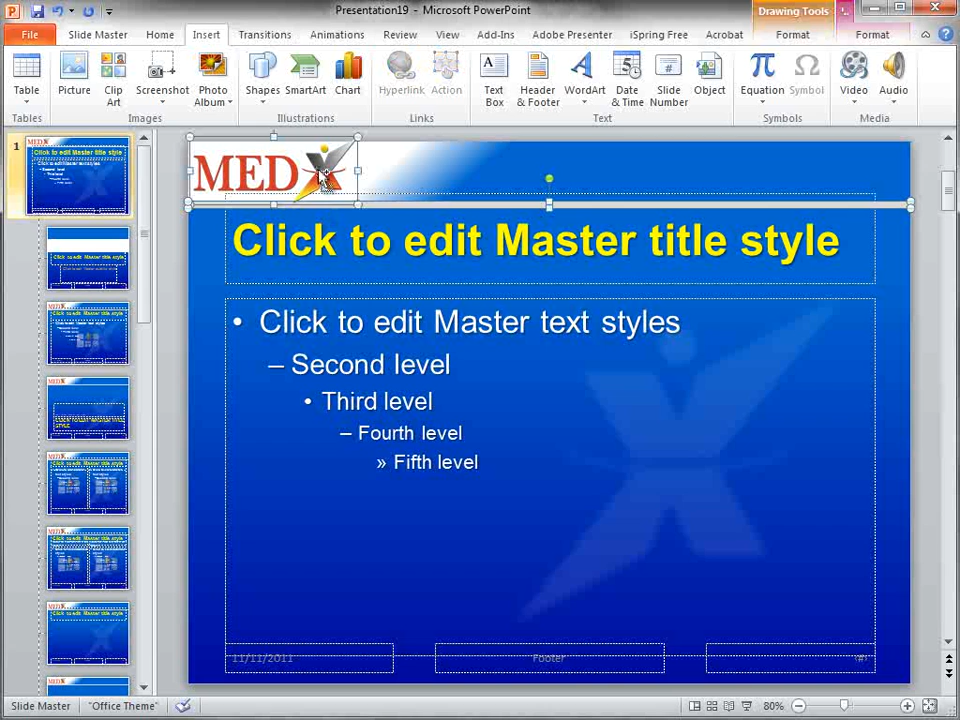 Presentation19 - Microsoft PowerPoint
Drawing Tools
File
Slide Master
Home
Insert
Transitions
Animations
Review
View
Add-Ins
Adobe Presenter
iSpring Free
Acrobat
Format
Format
Table
Picture
Clip Art
Screenshot
Photo Album
Shapes
SmartArt
Chart
Hyperlink
Action
Text Box
Header & Footer
WordArt
Date & Time
Slide Number
Object
Equation
Symbol
Video
Audio
Tables
Images
Illustrations
Links
Text
Symbols
Media
1
MEDX
Click to edit Master title style
• Click to edit Master text styles
– Second level
• Third level
– Fourth level
» Fifth level
11/11/2011
Footer
‹#›
Slide Master
"Office Theme"
80%